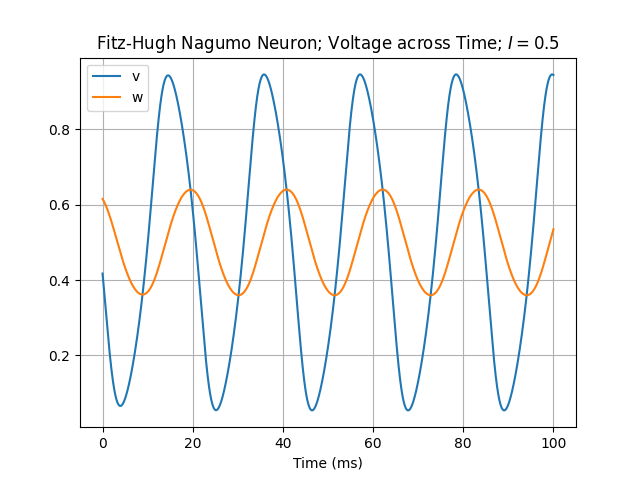 Fitz-Hugh Nagumo Neuron; Voltage across Time; I = 0.5
v
w
0.8
0.6
0.4
0.2
0 20 40 60 80 100
Time (ms)